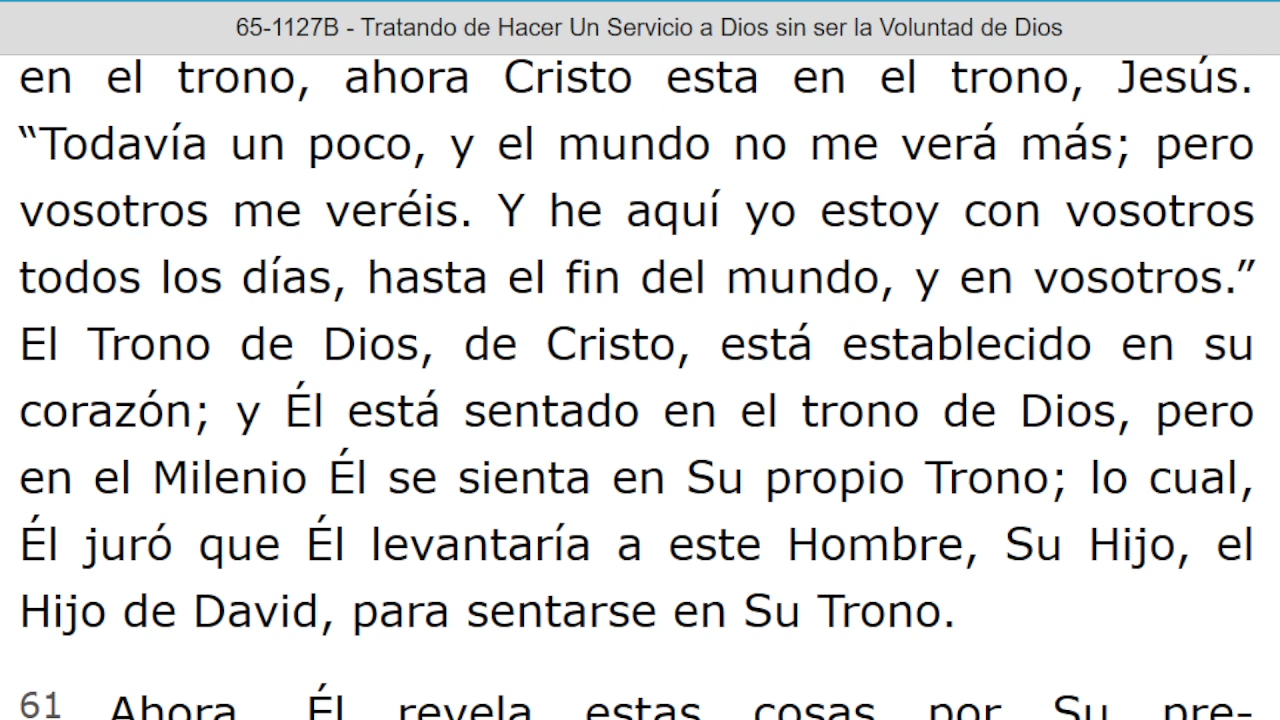 65-1127B - Tratando de Hacer Un Servicio a Dios sin ser la Voluntad de Dios
en el trono, ahora Cristo esta en el trono, Jesús.
“Todavía un poco, y el mundo no me verá más; pero
vosotros me veréis. Y he aquí yo estoy con vosotros
todos los días, hasta el fin del mundo, y en vosotros.”
El Trono de Dios, de Cristo, está establecido en su
corazón; y Él está sentado en el trono de Dios, pero
en el Milenio Él se sienta en Su propio Trono; lo cual,
Él juró que Él levantaría a este Hombre, Su Hijo, el
Hijo de David, para sentarse en Su Trono.
61 Ahora, Él revela estas cosas por Su pre-